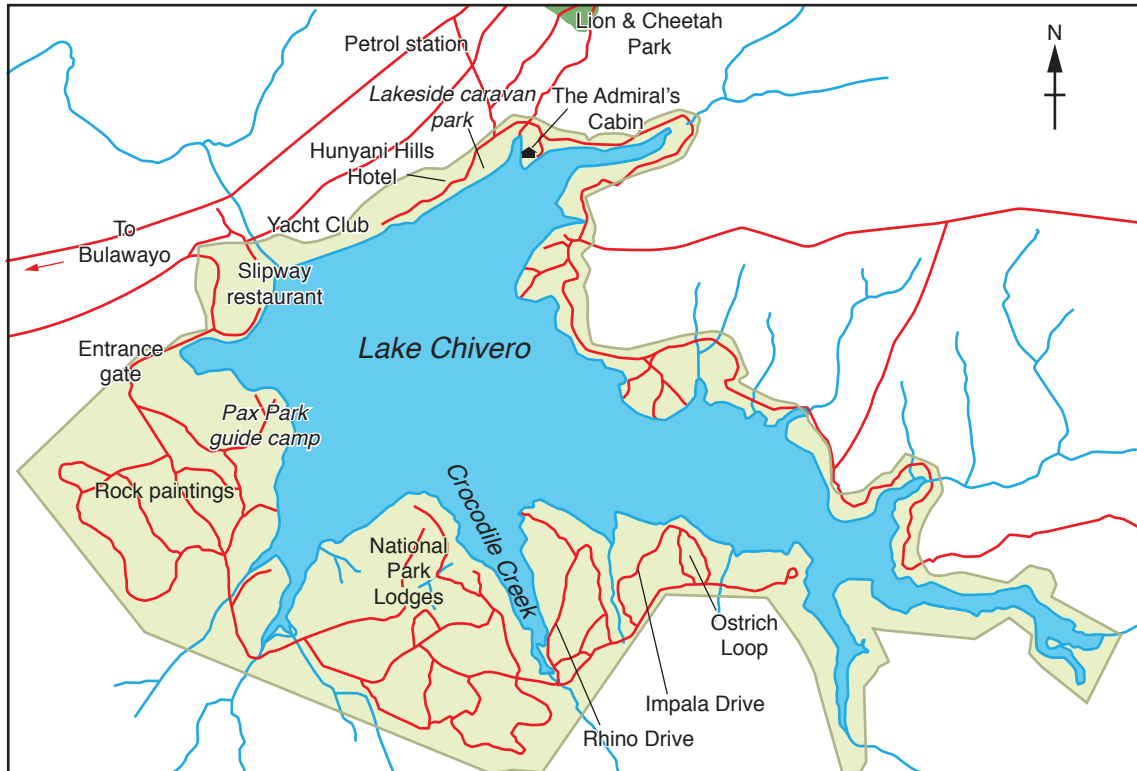 Lion & Cheetah
Park
N
Petrol station
Lakeside caravan
park
The Admiral's
Cabin
Hunyani Hills
Hotel
Yacht Club
To
Bulawayo
Slipway
restaurant
Entrance
gate
Lake Chivero
Pax Park
guide camp
Rock paintings
Crocodile Creek
National
Park
Lodges
Ostrich
Loop
Impala Drive
Rhino Drive